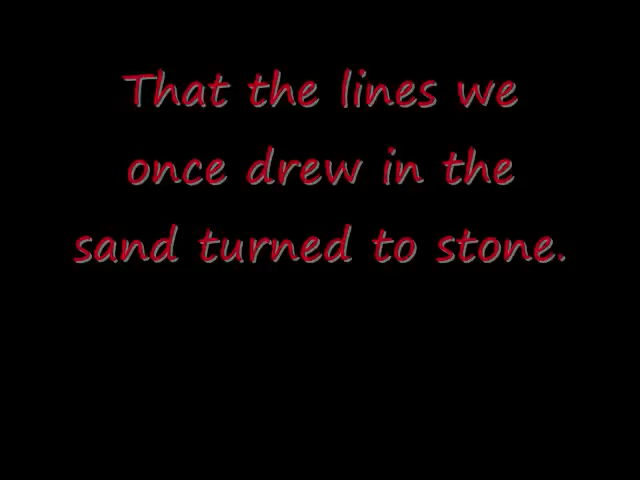 That the lines we
once drew in the
sand turned to stone.